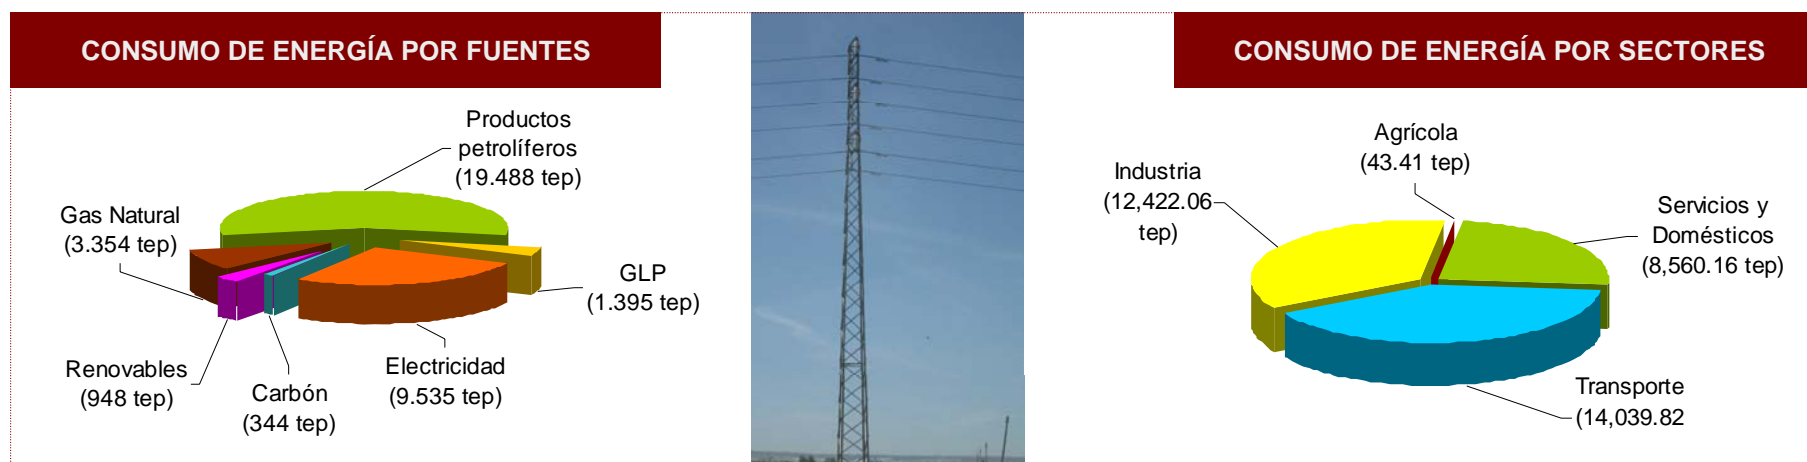 CONSUMO DE ENERGÍA POR FUENTES
Productos
petrolíferos
(19.488 tep)
Gas Natural
(3.354 tep)
GLP
(1.395 tep)
Renovables
(948 tep)
Carbón
(344 tep)
Electricidad
(9.535 tep)
CONSUMO DE ENERGÍA POR SECTORES
Agrícola
(43.41 tep)
Industria
(12,422.06
tep)
Servicios y
Domésticos
(8,560.16 tep)
Transporte
(14,039.82